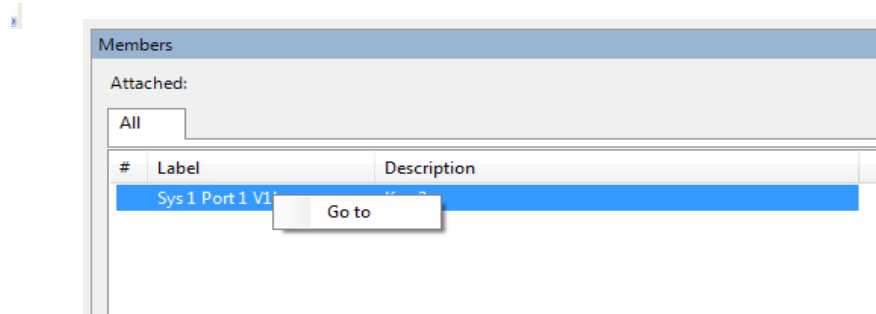 Members
Attached:
All
# Label Description
Sys 1 Port 1
Go to